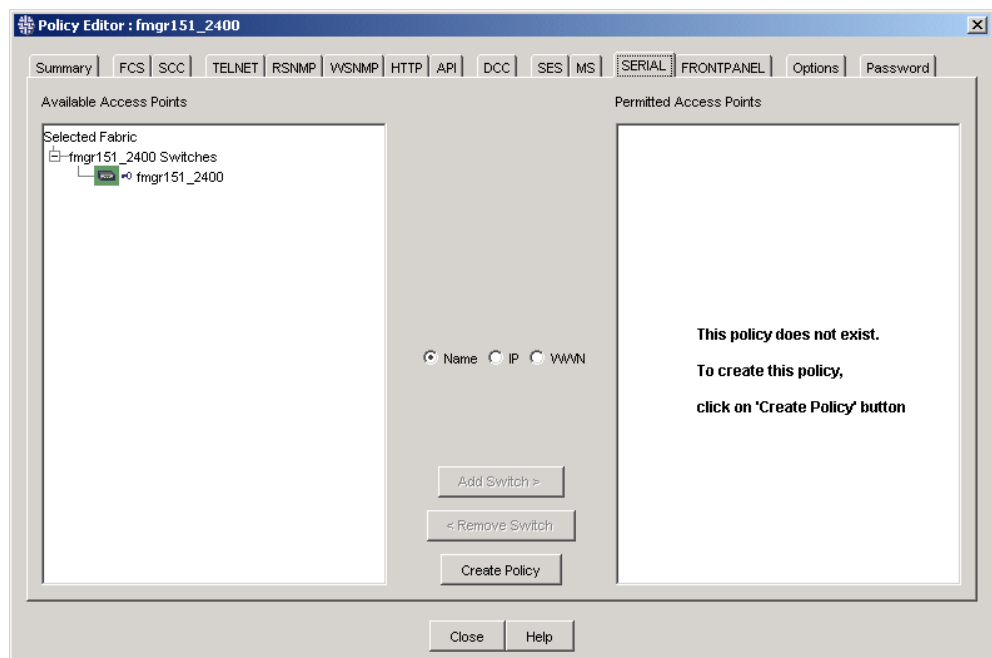 Policy Editor : fmgr151_2400
Summary FCS SCC TELNET RSNMP WSNMP HTTP API DCC SES MS SERIAL FRONTPANEL Options Password
Available Access Points
Permitted Access Points
Selected Fabric
fmgr151_2400 Switches
fmgr151_2400
Name IP WWN
This policy does not exist.
To create this policy,
click on 'Create Policy' button
Add Switch >
< Remove Switch
Create Policy
Close Help